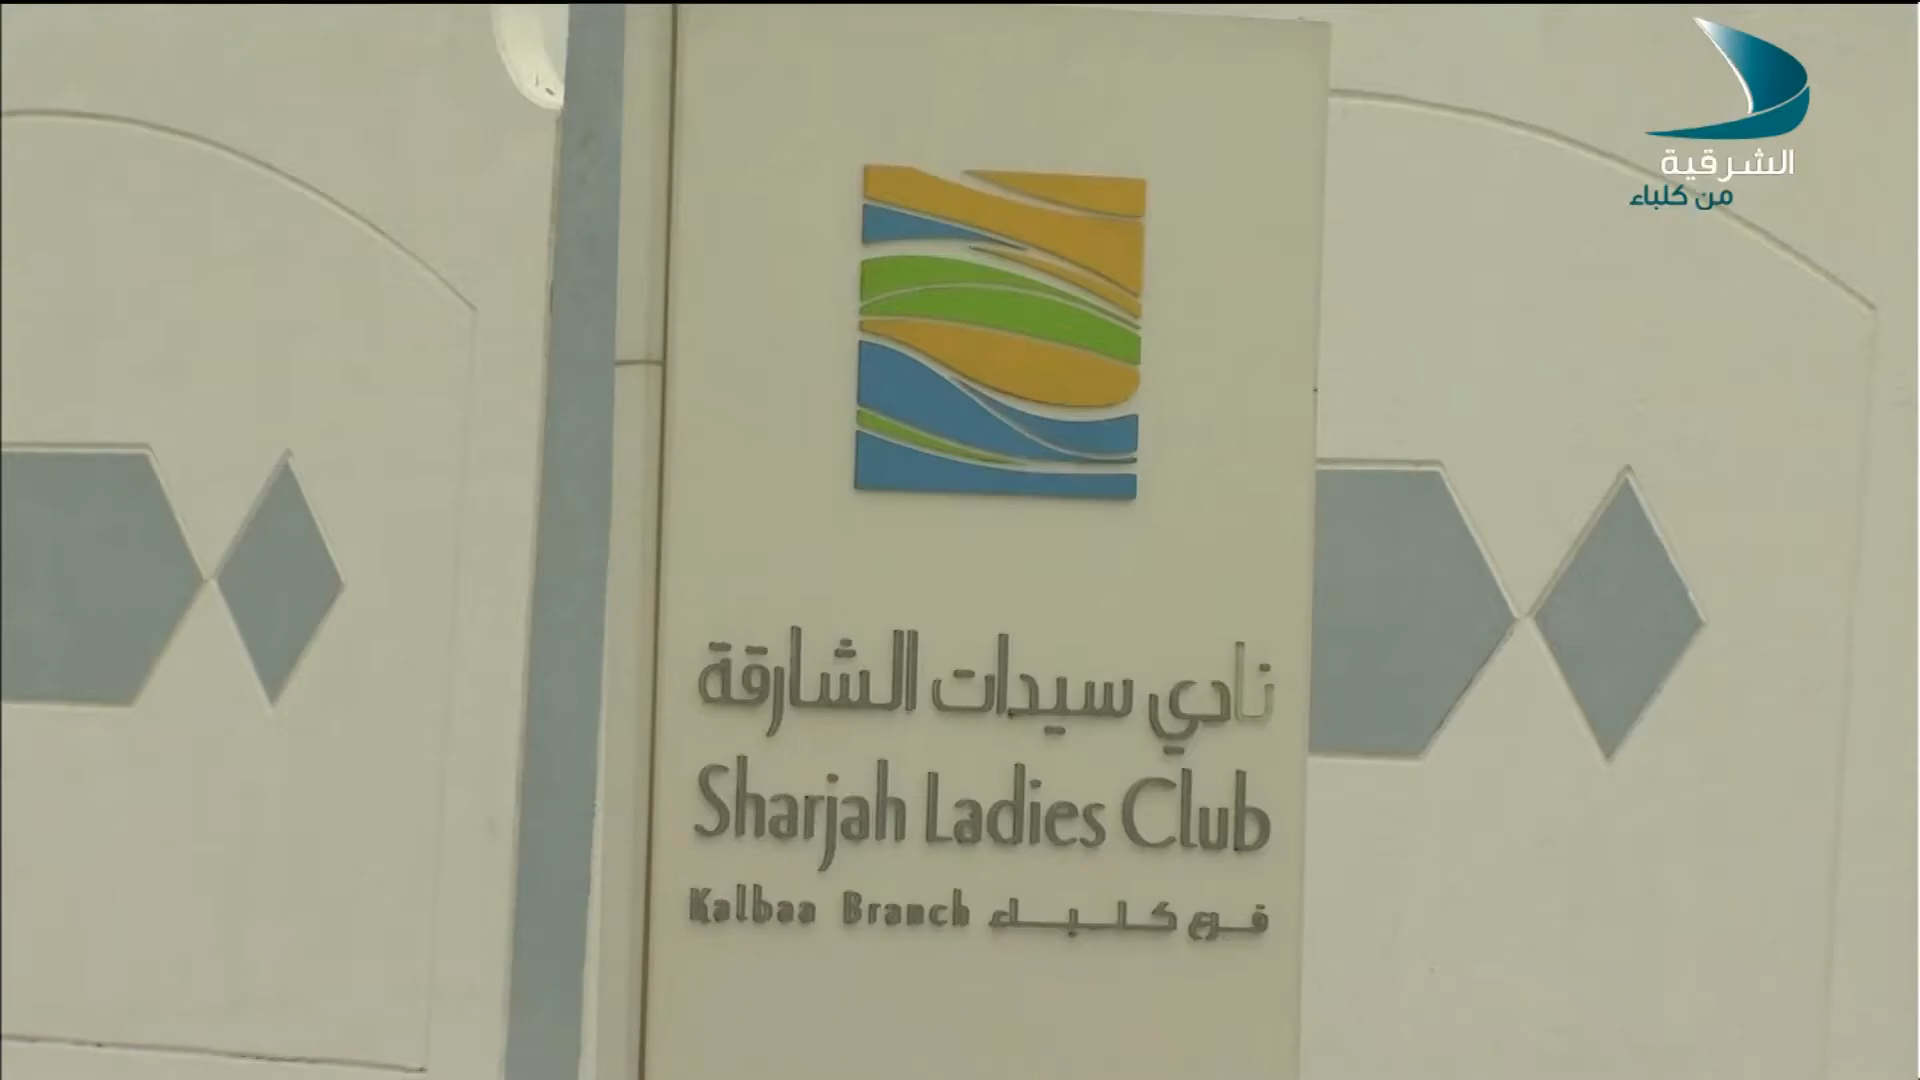 الشرقية
من كلباء
نادي سيدات الشارقة
Sharjah Ladies Club
Kalbaa Branch فرع كلباء